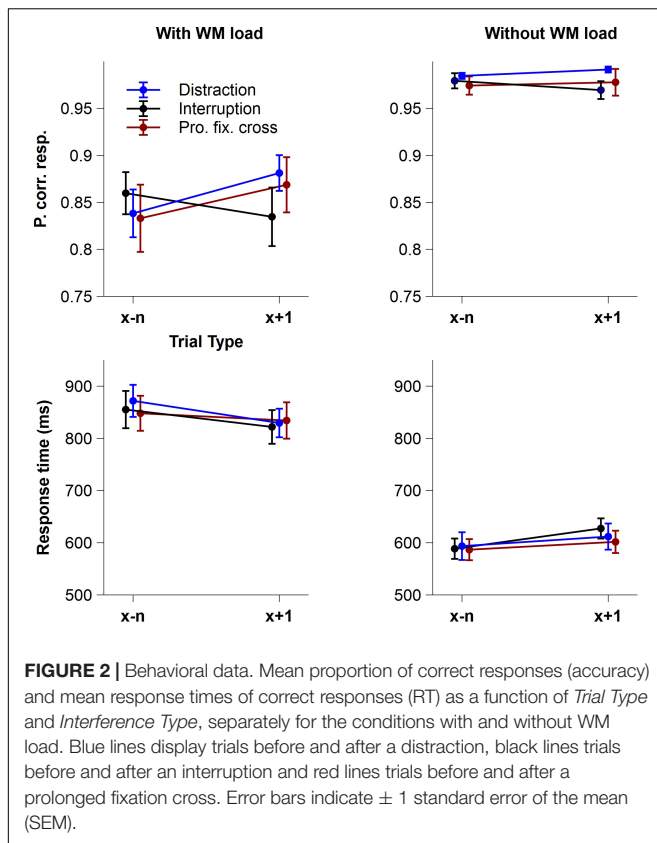 With WM load
Without WM load
Distraction
Interruption
Pro. fix. cross
P. corr. resp.
0.95
0.9
0.85
0.8
0.75
x-n
x+1
0.95
0.9
0.85
0.8
0.75
x-n
x+1
Trial Type
Response time (ms)
900
800
700
600
500
x-n
x+1
900
800
700
600
500
x-n
x+1
FIGURE 2 | Behavioral data. Mean proportion of correct responses (accuracy)
and mean response times of correct responses (RT) as a function of Trial Type
and Interference Type, separately for the conditions with and without WM
load. Blue lines display trials before and after a distraction, black lines trials
before and after an interruption and red lines trials before and after a
prolonged fixation cross. Error bars indicate ± 1 standard error of the mean
(SEM).